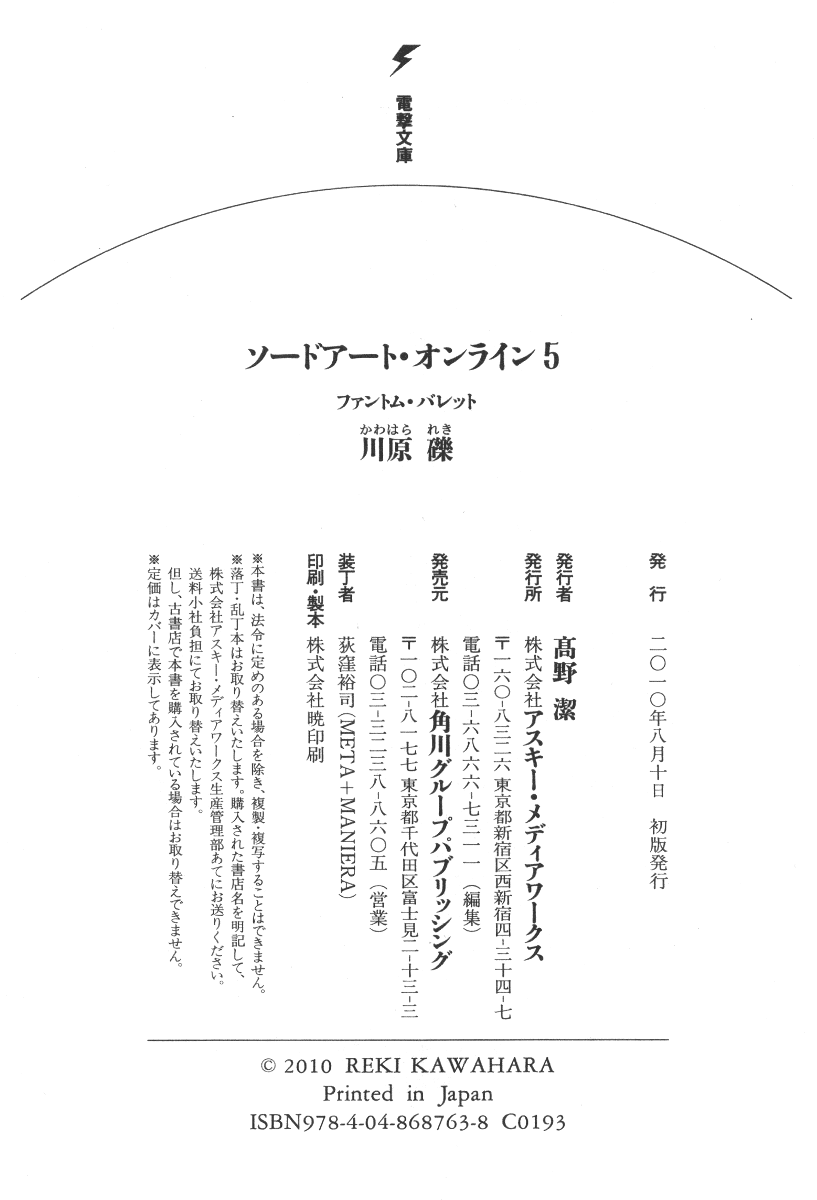 電撃文庫
ソードアート・オンライン5
ファントム・バレット
かわはら れき
川原 礫
発 行 二〇一〇年八月十日 初版発行
発行者 髙野 潔
発行所 株式会社アスキー・メディアワークス
〒一六〇-八三二六 東京都新宿区西新宿四-三十四-七
電話〇三-六八六六-七三一一（編集）
発売元 株式会社角川グループパブリッシング
〒一〇二-八一七七 東京都千代田区富士見二-十三-三
電話〇三-三二三八-八六〇五（営業）
装丁者 荻窪裕司（META＋MANIERA）
印刷・製本 株式会社暁印刷
※本書は、法令に定めのある場合を除き、複製・複写することはできません。
※落丁・乱丁本はお取り替えいたします。購入された書店名を明記して、
株式会社アスキー・メディアワークス生産管理部あてにお送りください。
送料小社負担にてお取り替えいたします。
但し、古書店で本書を購入されている場合はお取り替えできません。
※定価はカバーに表示してあります。
© 2010 REKI KAWAHARA
Printed in Japan
ISBN978-4-04-868763-8 C0193